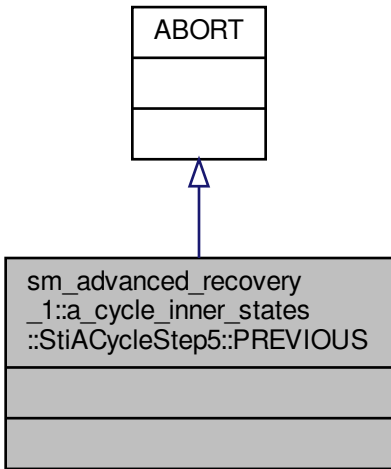 ABORT
sm_advanced_recovery
_1::a_cycle_inner_states
::StiACycleStep5::PREVIOUS